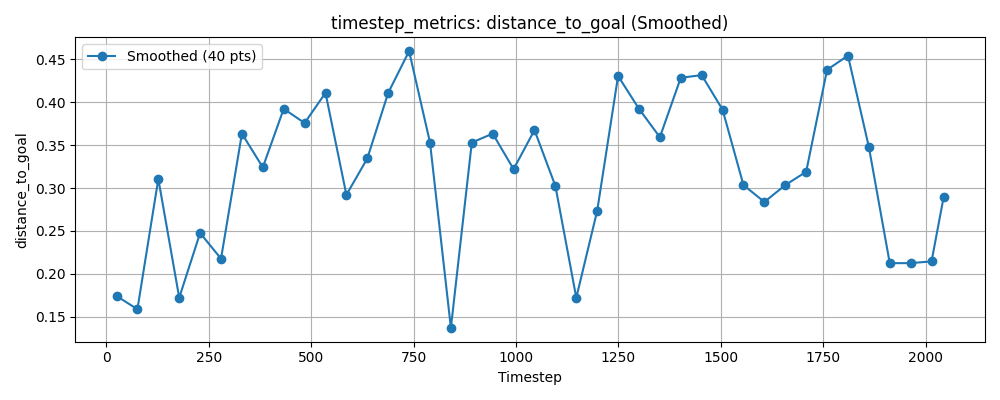 timestep_metrics: distance_to_goal (Smoothed)
Smoothed (40 pts)
distance_to_goal
0.45
0.40
0.35
0.30
0.25
0.20
0.15
0 250 500 750 1000 1250 1500 1750 2000
Timestep